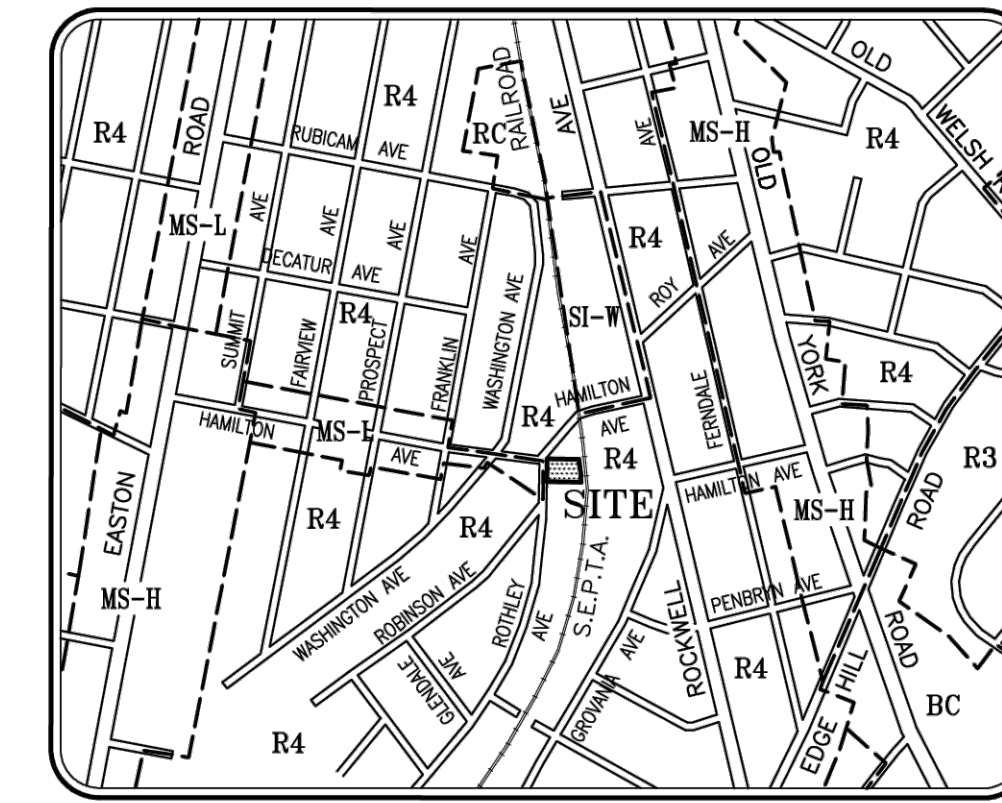 OLD
R4
RAILROAD
RC
AVE
ROAD
R4
RUBICAM AVE
AVE
MS-H
OLD
R4
WELSH
AVE
AVE
AVE
AVE
MS-L
R4
AVE
DECATUR AVE
WASHINGTON AVE
ROY
SI-W
R4
SUMMIT
FAIRVIEW
PROSPECT
FRANKLIN
YORK
R4
HAMILTON
R4
AVE
FERNDALE
HAMILTON
MS-L
AVE
R4
R3
HAMILTON AVE
SITE
EASTON
R4
R4
MS-H
ROAD
S.E.P.T.A.
MS-H
WASHINGTON AVE
ROBINSON AVE
ROTHLEY
AVE
PENBRYN AVE
ROCKWELL
AVE
ROAD
GLENDALE
AVE
R4
HILL
GROVANIA
BC
R4
EDGE